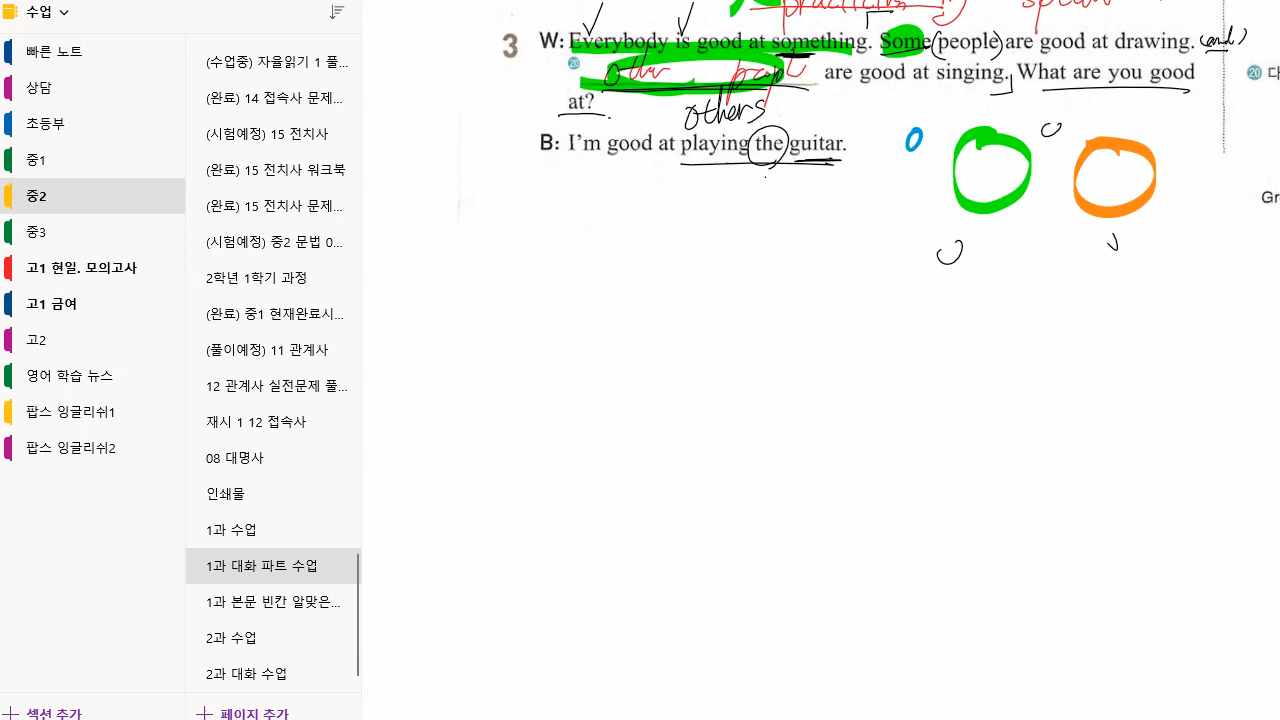 수업
빠른 노트
상담
초등부
중1
중2
중3
고1 현일. 모의고사
고1 금여
고2
영어 학습 뉴스
팝스 잉글리쉬1
팝스 잉글리쉬2
섹션 추가
(수업중) 자율읽기 1 풀...
(완료) 14 접속사 문제...
(시험예정) 15 전치사
(완료) 15 전치사 워크북
(완료) 15 전치사 문제...
(시험예정) 중2 문법 0...
2학년 1학기 과정
(완료) 중1 현재완료시...
(풀이예정) 11 관계사
12 관계사 실전문제 풀...
재시 1 12 접속사
08 대명사
인쇄물
1과 수업
1과 대화 파트 수업
1과 본문 빈칸 알맞은...
2과 수업
2과 대화 수업
페이지 추가
3 W: Everybody is good at something. Some (people) are good at drawing. (and)
20 other people are good at singing. What are you good
at? others
B: I'm good at playing the guitar.
20 다
Gr